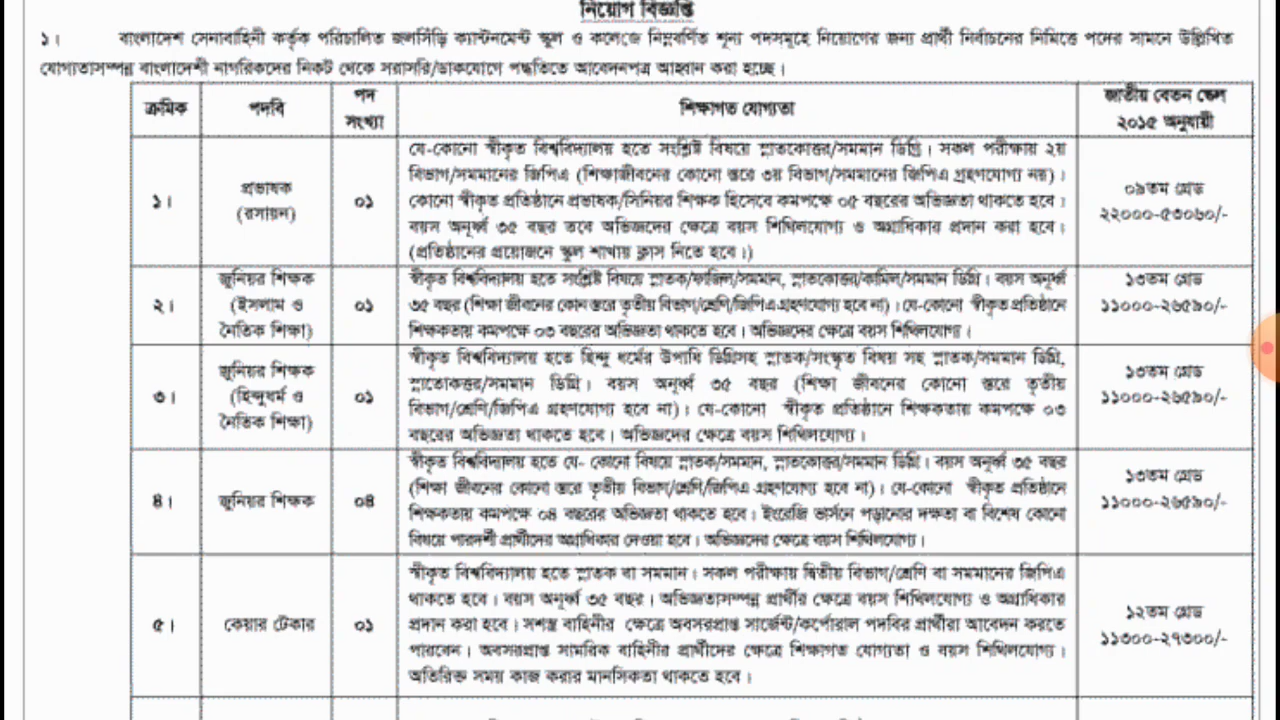 নিয়োগ বিজ্ঞপ্তি
১। বাংলাদেশ সেনাবাহিনী কর্তৃক পরিচালিত জলসিঁড়ি ক্যান্টনমেন্ট স্কুল ও কলেজে নিম্নবর্ণিত শূন্য পদসমূহে নিয়োগের জন্য প্রার্থী নির্বাচনের নিমিত্তে পদের সামনে উল্লিখিত
যোগ্যতাসম্পন্ন বাংলাদেশী নাগরিকদের নিকট থেকে সরাসরি/ডাকযোগে পদ্ধতিতে আবেদনপত্র আহ্বান করা হচ্ছে।
ক্রমিক পদবি পদ সংখ্যা শিক্ষাগত যোগ্যতা জাতীয় বেতন স্কেল ২০১৫ অনুযায়ী
১। প্রভাষক (রসায়ন) ০১
যে-কোনো স্বীকৃত বিশ্ববিদ্যালয় হতে সংশ্লিষ্ট বিষয়ে স্নাতকোত্তর/সমমান ডিগ্রি। সকল পরীক্ষায় ২য়
বিভাগ/সমমানের জিপিএ (শিক্ষাজীবনের কোনো স্তরে ৩য় বিভাগ/সমমানের জিপিএ গ্রহণযোগ্য নয়)।
কোনো স্বীকৃত প্রতিষ্ঠানে প্রভাষক/সিনিয়র শিক্ষক হিসেবে কমপক্ষে ০৫ বছরের অভিজ্ঞতা থাকতে হবে।
বয়স অনূর্ধ্ব ৩৫ বছর তবে অভিজ্ঞদের ক্ষেত্রে বয়স শিথিলযোগ্য ও অগ্রাধিকার প্রদান করা হবে।
(প্রতিষ্ঠানের প্রয়োজনে স্কুল শাখায় ক্লাস নিতে হবে।)
০৯তম গ্রেড
২২০০০-৫৩০৬০/-
২। জুনিয়র শিক্ষক (ইসলাম ও নৈতিক শিক্ষা) ০১
স্বীকৃত বিশ্ববিদ্যালয় হতে সংশ্লিষ্ট বিষয়ে স্নাতক/ফাজিল/সমমান, স্নাতকোত্তর/কামিল/সমমান ডিগ্রি। বয়স অনূর্ধ্ব
৩৫ বছর (শিক্ষা জীবনের কোন স্তরে তৃতীয় বিভাগ/শ্রেণি/জিপিএ গ্রহণযোগ্য হবে না)। যে-কোনো স্বীকৃত প্রতিষ্ঠানে
শিক্ষকতায় কমপক্ষে ০৩ বছরের অভিজ্ঞতা থাকতে হবে। অভিজ্ঞদের ক্ষেত্রে বয়স শিথিলযোগ্য।
১৩তম গ্রেড
১১০০০-২৬৫৯০/-
৩। জুনিয়র শিক্ষক (হিন্দুধর্ম ও নৈতিক শিক্ষা) ০১
স্বীকৃত বিশ্ববিদ্যালয় হতে হিন্দু ধর্মের উপাধি ডিগ্রিসহ স্নাতক/সংস্কৃত বিষয় সহ স্নাতক/সমমান ডিগ্রি,
স্নাতোকত্তর/সমমান ডিগ্রি। বয়স অনূর্ধ্ব ৩৫ বছর (শিক্ষা জীবনের কোনো স্তরে তৃতীয়
বিভাগ/শ্রেণি/জিপিএ গ্রহণযোগ্য হবে না)। যে-কোনো স্বীকৃত প্রতিষ্ঠানে শিক্ষকতায় কমপক্ষে ০৩
বছরের অভিজ্ঞতা থাকতে হবে। অভিজ্ঞদের ক্ষেত্রে বয়স শিথিলযোগ্য।
১৩তম গ্রেড
১১০০০-২৬৫৯০/-
৪। জুনিয়র শিক্ষক ০৪
স্বীকৃত বিশ্ববিদ্যালয় হতে যে- কোনো বিষয়ে স্নাতক/সমমান, স্নাতকোত্তর/সমমান ডিগ্রি। বয়স অনূর্ধ্ব ৩৫ বছর
(শিক্ষা জীবনের কোনো স্তরে তৃতীয় বিভাগ/শ্রেণি/জিপিএ গ্রহণযোগ্য হবে না)। যে-কোনো স্বীকৃত প্রতিষ্ঠানে
শিক্ষকতায় কমপক্ষে ০৪ বছরের অভিজ্ঞতা থাকতে হবে। ইংরেজি ভার্সনে পড়ানোর দক্ষতা বা বিশেষ কোনো
বিষয়ে পারদর্শী প্রার্থীদের অগ্রাধিকার দেওয়া হবে। অভিজ্ঞদের ক্ষেত্রে বয়স শিথিলযোগ্য।
১৩তম গ্রেড
১১০০০-২৬৫৯০/-
৫। কেয়ার টেকার ০১
স্বীকৃত বিশ্ববিদ্যালয় হতে স্নাতক বা সমমান। সকল পরীক্ষায় দ্বিতীয় বিভাগ/শ্রেণি বা সমমানের জিপিএ
থাকতে হবে। বয়স অনূর্ধ্ব ৩৫ বছর। অভিজ্ঞতাসম্পন্ন প্রার্থীর ক্ষেত্রে বয়স শিথিলযোগ্য ও অগ্রাধিকার
প্রদান করা হবে। সশস্ত্র বাহিনীর ক্ষেত্রে অবসরপ্রাপ্ত সার্জেন্ট/কর্পোরাল পদবির প্রার্থীরা আবেদন করতে
পারবেন। অবসরপ্রাপ্ত সামরিক বাহিনীর প্রার্থীদের ক্ষেত্রে শিক্ষাগত যোগ্যতা ও বয়স শিথিলযোগ্য।
অতিরিক্ত সময় কাজ করার মানসিকতা থাকতে হবে।
১২তম গ্রেড
১১৩০০-২৭৩০০/-